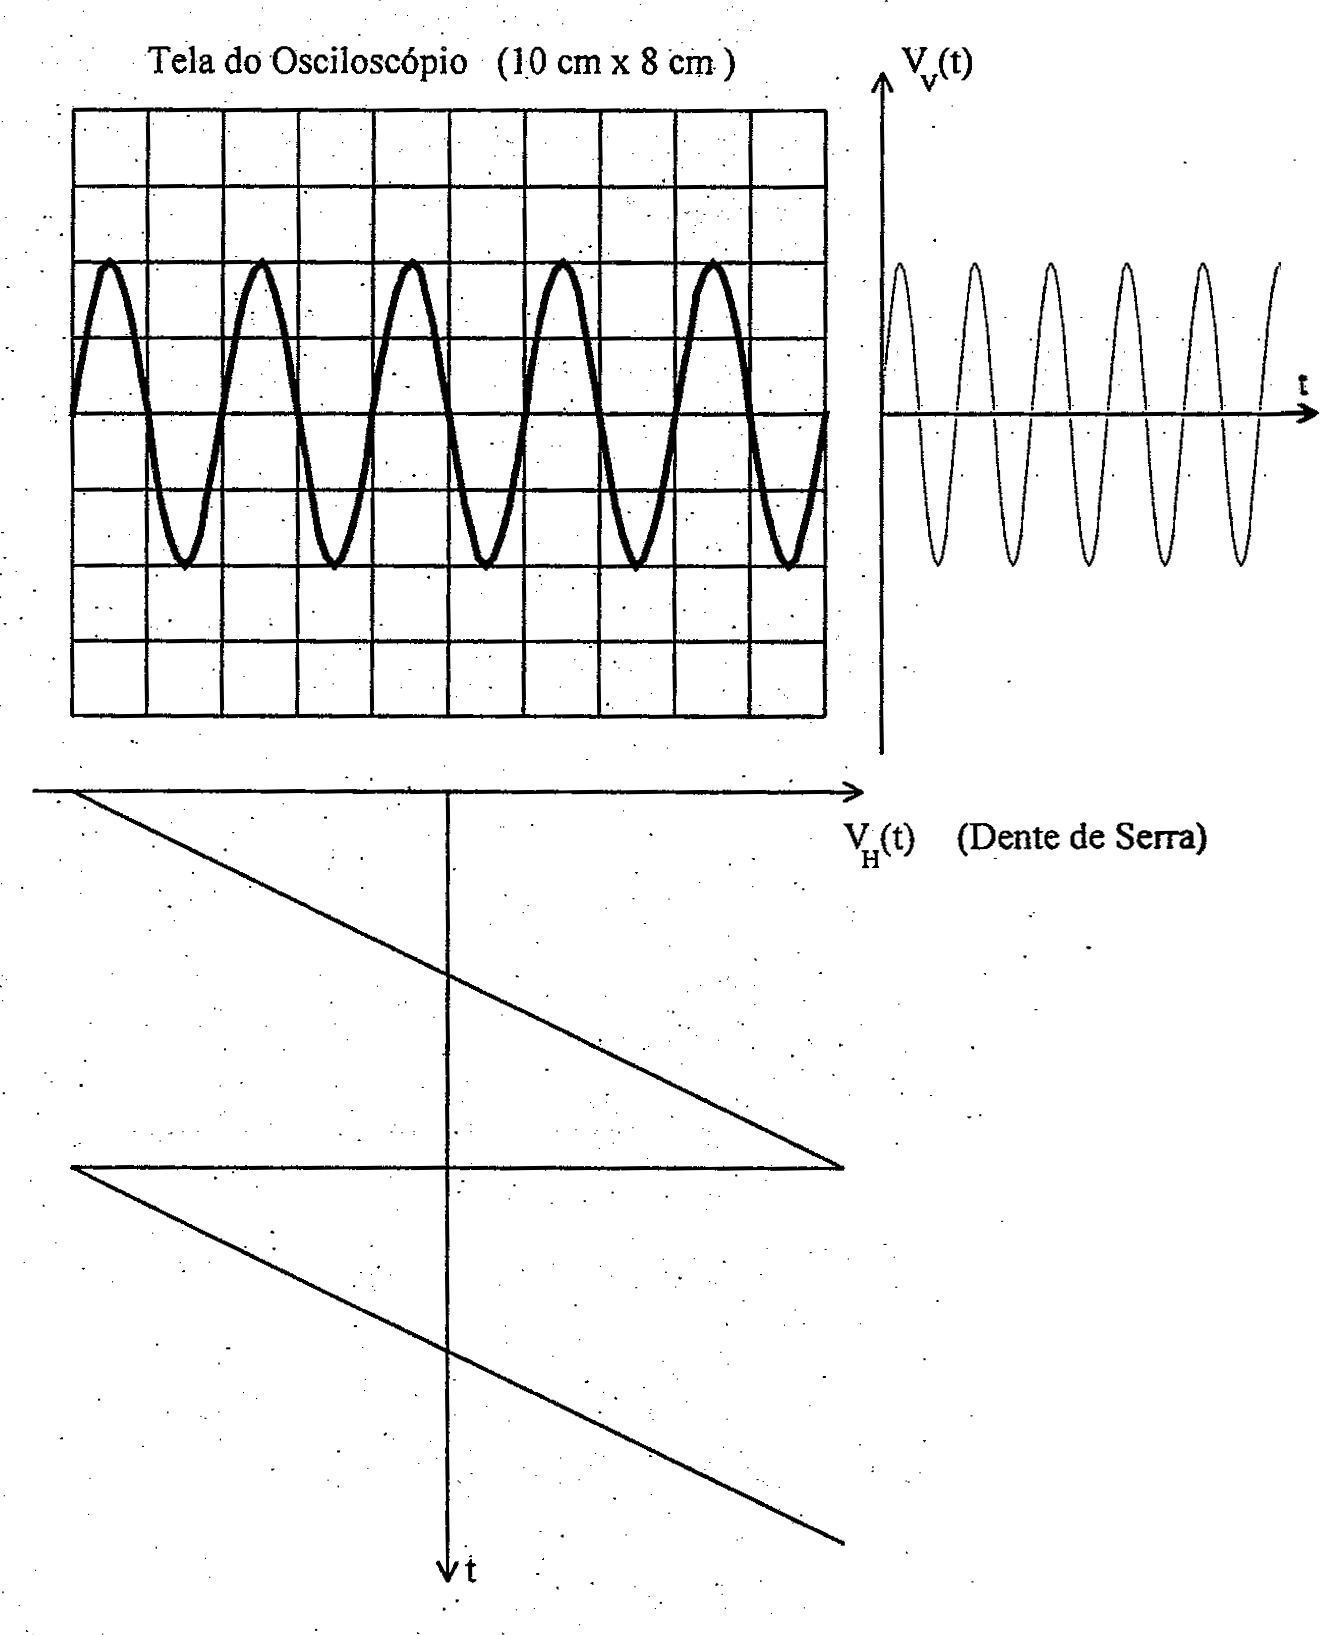 Tela do Osciloscópio (10 cm x 8 cm )
V_V(t)
t
V_H(t) (Dente de Serra)
t